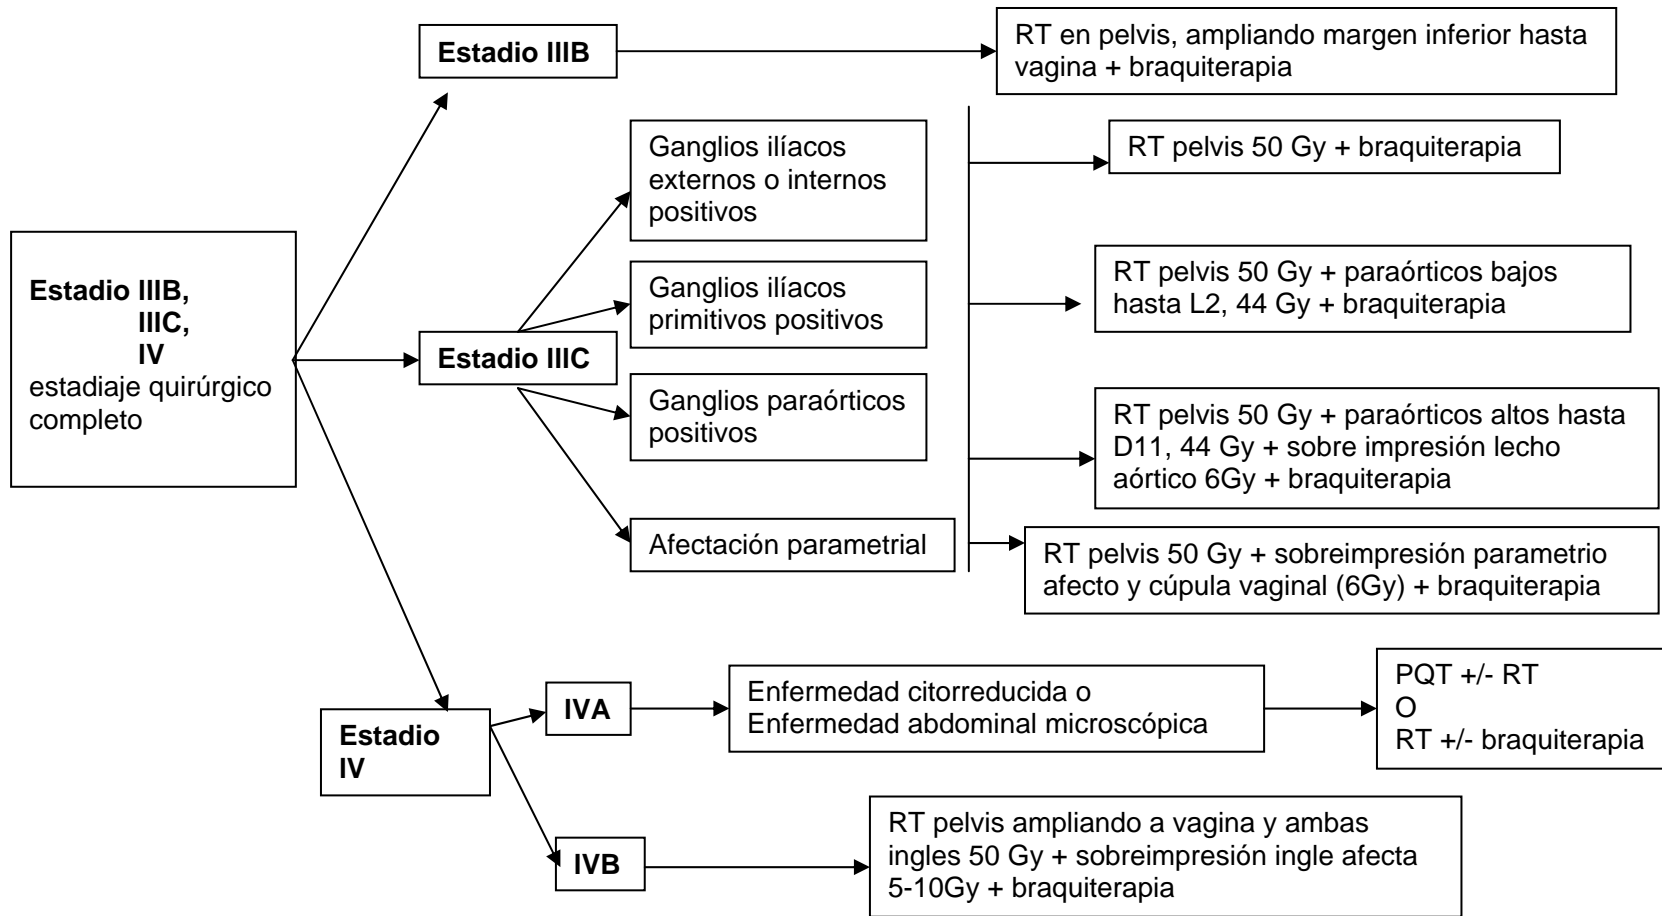 Estadio IIIB,
IIIC,
IV
estadiaje quirúrgico
completo
Estadio IIIB
RT en pelvis, ampliando margen inferior hasta
vagina + braquiterapia
Estadio IIIC
Ganglios ilíacos
externos o internos
positivos
RT pelvis 50 Gy + braquiterapia
Ganglios ilíacos
primitivos positivos
RT pelvis 50 Gy + paraórticos bajos
hasta L2, 44 Gy + braquiterapia
Ganglios paraórticos
positivos
RT pelvis 50 Gy + paraórticos altos hasta
D11, 44 Gy + sobre impresión lecho
aórtico 6Gy + braquiterapia
Afectación parametrial
RT pelvis 50 Gy + sobreimpresión parametrio
afecto y cúpula vaginal (6Gy) + braquiterapia
Estadio
IV
IVA
Enfermedad citorreducida o
Enfermedad abdominal microscópica
PQT +/- RT
O
RT +/- braquiterapia
IVB
RT pelvis ampliando a vagina y ambas
ingles 50 Gy + sobreimpresión ingle afecta
5-10Gy + braquiterapia